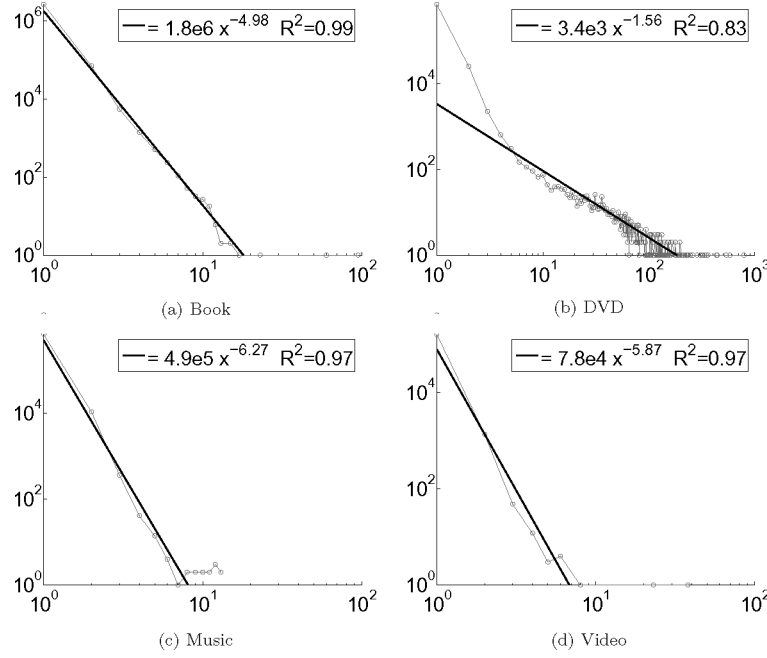 = 1.8e6 x^-4.98 R^2=0.99
10^6
10^4
10^2
10^0
10^0 10^1 10^2
(a) Book
= 3.4e3 x^-1.56 R^2=0.83
10^4
10^2
10^0
10^0 10^1 10^2 10^3
(b) DVD
= 4.9e5 x^-6.27 R^2=0.97
10^4
10^2
10^0
10^0 10^1 10^2
(c) Music
= 7.8e4 x^-5.87 R^2=0.97
10^4
10^2
10^0
10^0 10^1 10^2
(d) Video